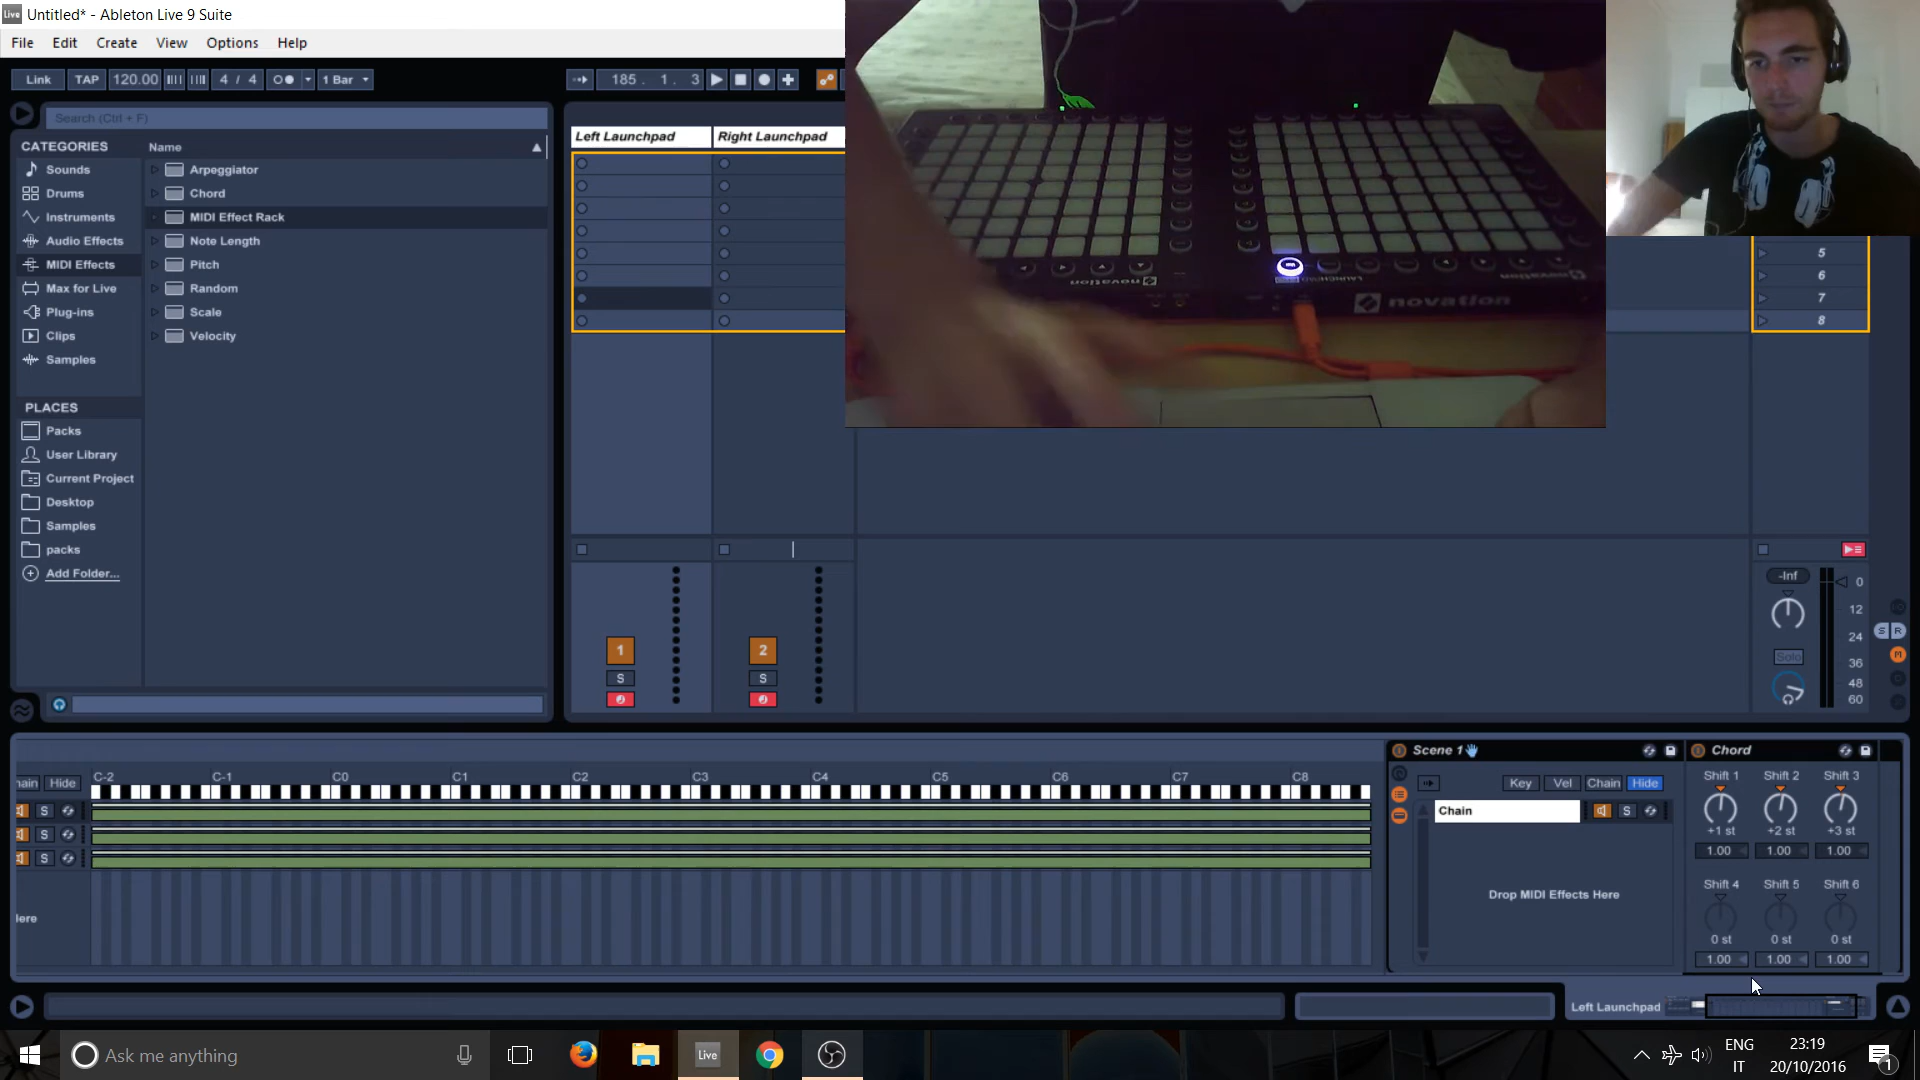 Live Untitled* - Ableton Live 9 Suite
File Edit Create View Options Help
Link TAP 120.00 4 / 4 1 Bar 185 . 1 . 3
Search (Ctrl + F)
CATEGORIES
Sounds
Drums
Instruments
Audio Effects
MIDI Effects
Max for Live
Plug-ins
Clips
Samples
PLACES
Packs
User Library
Current Project
Desktop
Samples
packs
Add Folder...
Name
Arpeggiator
Chord
MIDI Effect Rack
Note Length
Pitch
Random
Scale
Velocity
Left Launchpad Right Launchpad
novation
novation
5
6
7
8
1 2
S S
-Inf
0
12
24
36
48
60
Solo
S R
M
Hide
C-2 C-1 C0 C1 C2 C3 C4 C5 C6 C7 C8
S
S
S
Scene 1
Key Vel Chain Hide
Chain S
Drop MIDI Effects Here
Chord
Shift 1 Shift 2 Shift 3
+1 st +2 st +3 st
1.00 1.00 1.00
Shift 4 Shift 5 Shift 6
0 st 0 st 0 st
1.00 1.00 1.00
Left Launchpad
Ask me anything
Live
ENG
IT
23:19
20/10/2016
1